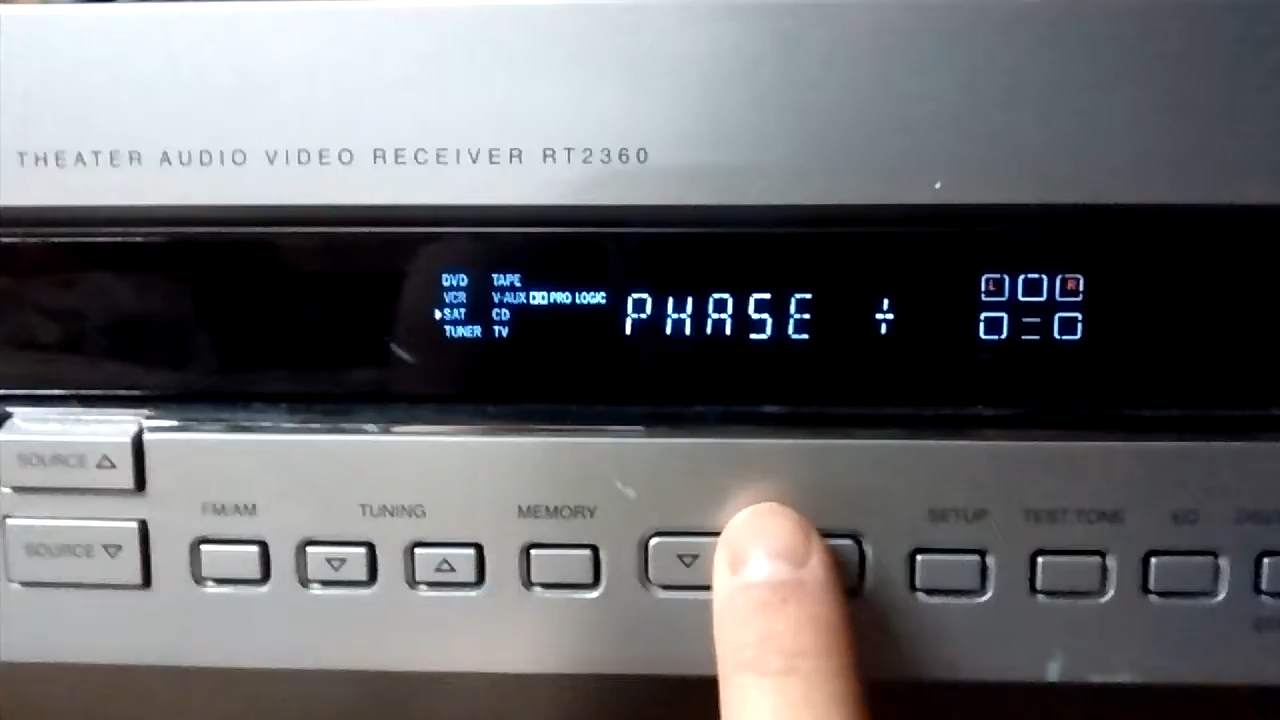 THEATER AUDIO VIDEO RECEIVER RT2360
DVD TAPE
VCR V-AUX PRO LOGIC
SAT CD
TUNER TV
PHASE +
L R
SOURCE △
SOURCE ▽
FM/AM TUNING MEMORY SETUP TEST TONE EQ